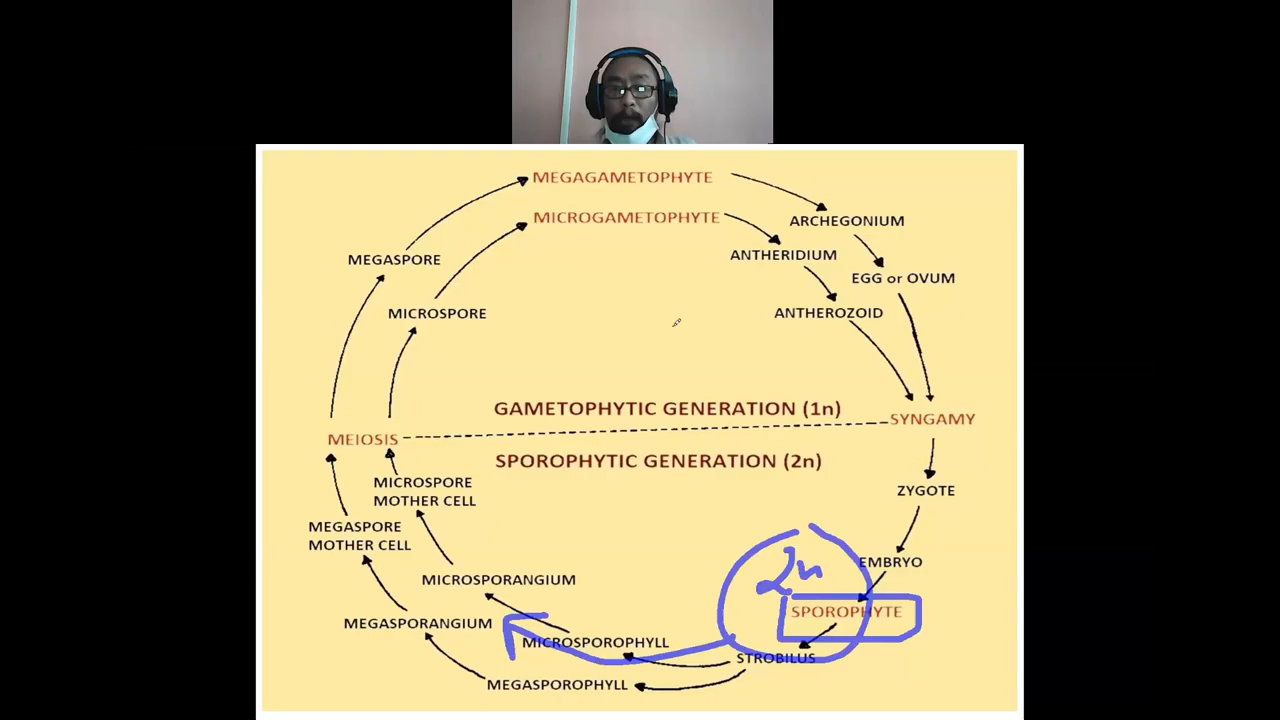 MEGAGAMETOPHYTE
MICROGAMETOPHYTE
ARCHEGONIUM
ANTHERIDIUM
MEGASPORE
EGG or OVUM
MICROSPORE
ANTHEROZOID
GAMETOPHYTIC GENERATION (1n)
SYNGAMY
MEIOSIS
SPOROPHYTIC GENERATION (2n)
MICROSPORE
MOTHER CELL
ZYGOTE
MEGASPORE
MOTHER CELL
EMBRYO
2n
MICROSPORANGIUM
SPOROPHYTE
MEGASPORANGIUM
MICROSPOROPHYLL
STROBILUS
MEGASPOROPHYLL